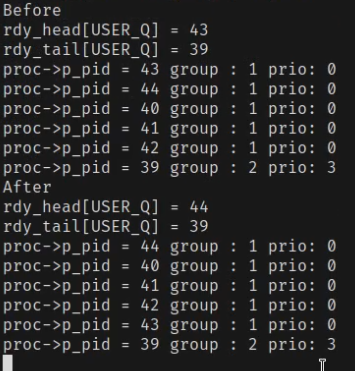 Before
rdy_head[USER_Q] = 43
rdy_tail[USER_Q] = 39
proc->p_pid = 43 group : 1 prio: 0
proc->p_pid = 44 group : 1 prio: 0
proc->p_pid = 40 group : 1 prio: 0
proc->p_pid = 41 group : 1 prio: 0
proc->p_pid = 42 group : 1 prio: 0
proc->p_pid = 39 group : 2 prio: 3
After
rdy_head[USER_Q] = 44
rdy_tail[USER_Q] = 39
proc->p_pid = 44 group : 1 prio: 0
proc->p_pid = 40 group : 1 prio: 0
proc->p_pid = 41 group : 1 prio: 0
proc->p_pid = 42 group : 1 prio: 0
proc->p_pid = 43 group : 1 prio: 0
proc->p_pid = 39 group : 2 prio: 3